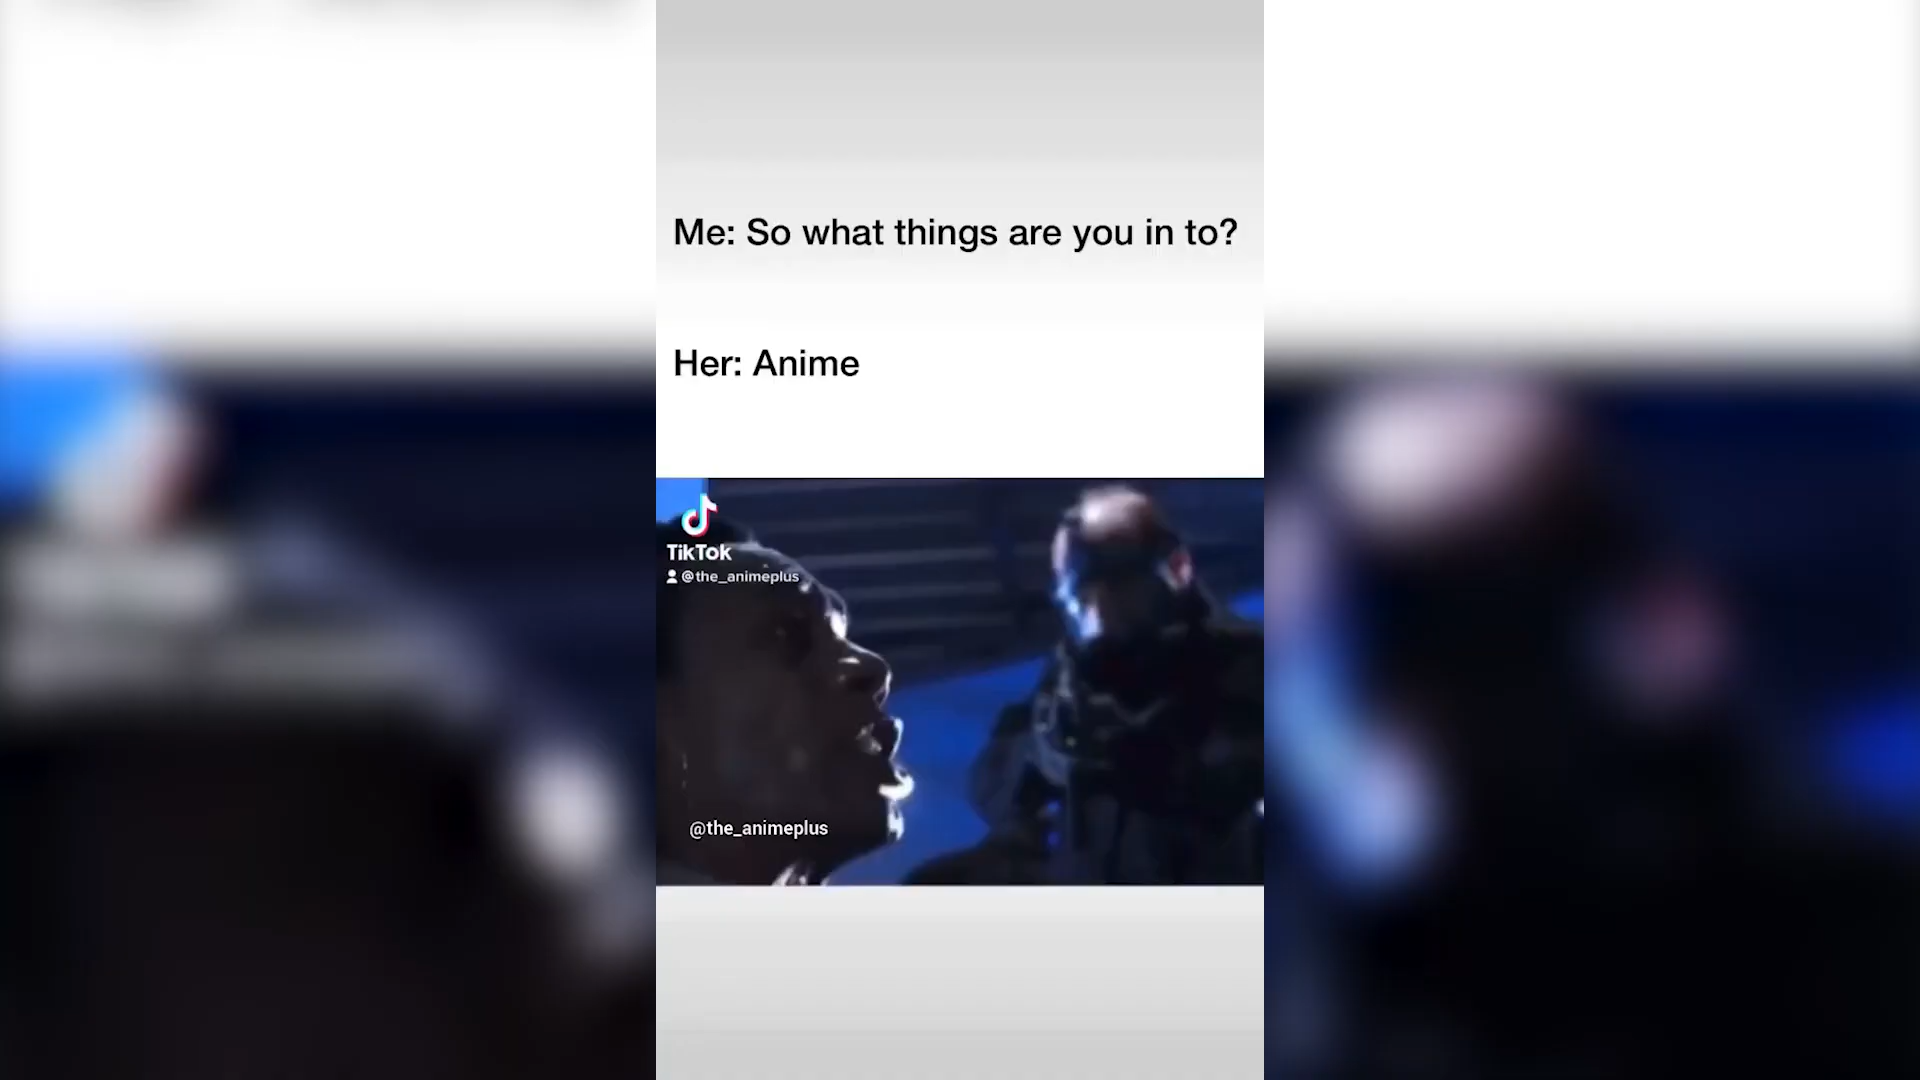 Me: So what things are you in to?
Her: Anime
TikTok
@the_animeplus
@the_animeplus